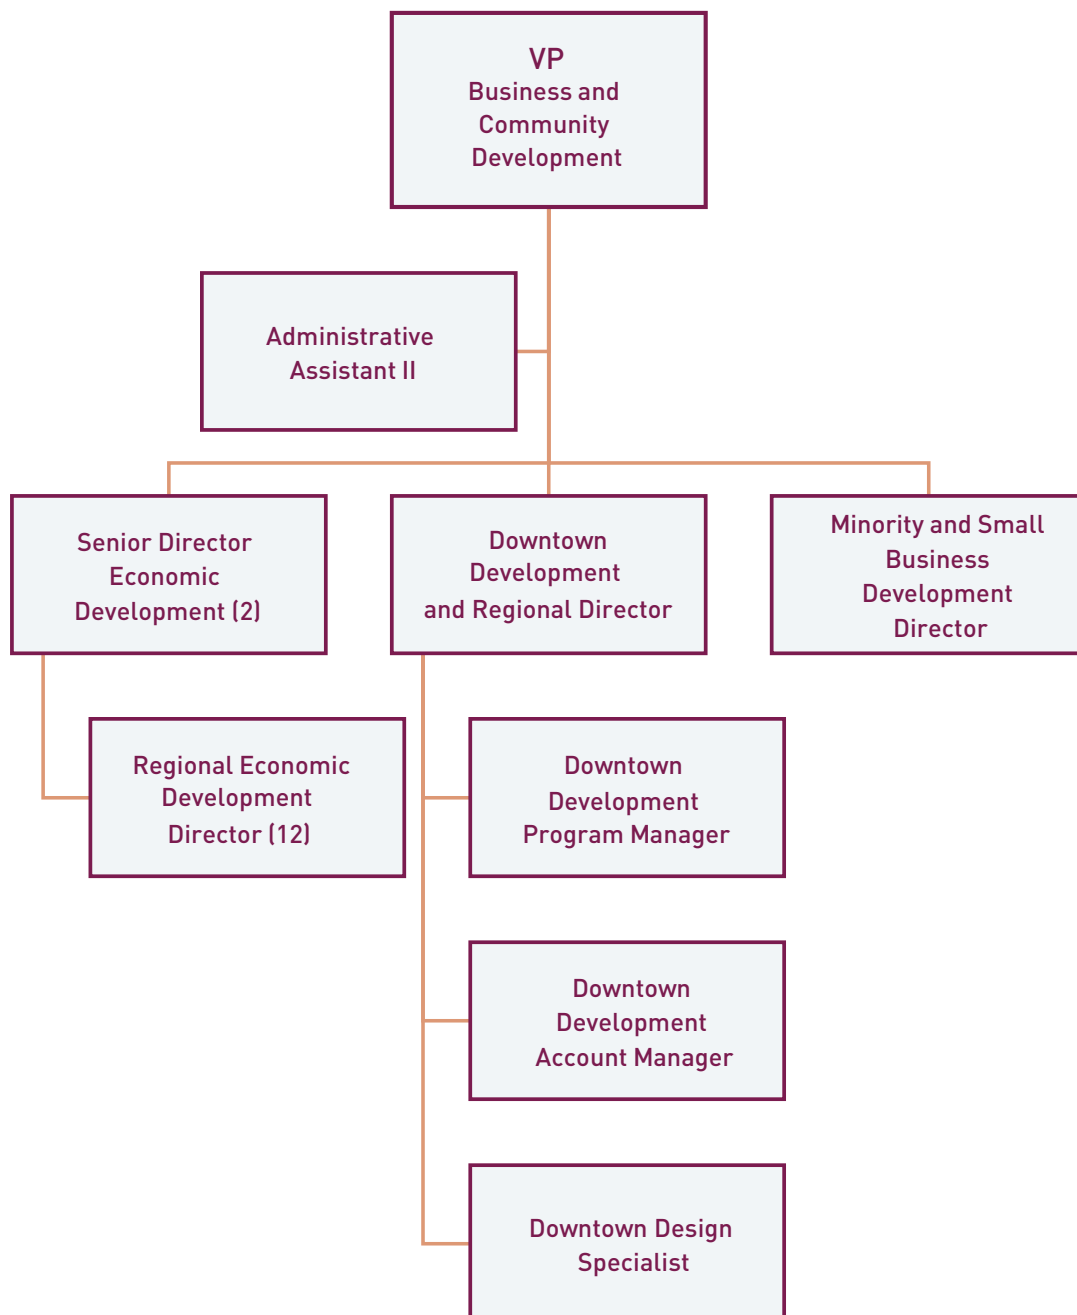 VP
Business and
Community
Development
Administrative
Assistant II
Senior Director
Economic
Development (2)
Downtown
Development
and Regional Director
Minority and Small
Business
Development
Director
Regional Economic
Development
Director (12)
Downtown
Development
Program Manager
Downtown
Development
Account Manager
Downtown Design
Specialist